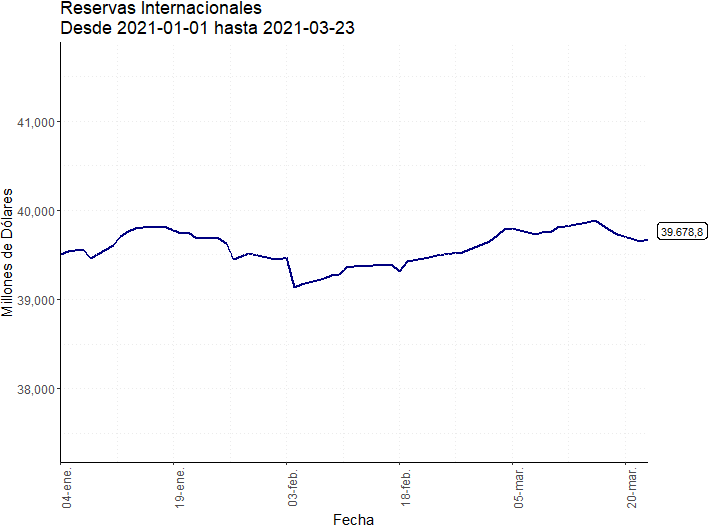 Reservas Internacionales
Desde 2021-01-01 hasta 2021-03-23
Millones de Dólares
41,000
40,000
39,000
38,000
39.678,8
04-ene.
19-ene.
03-feb.
18-feb.
05-mar.
20-mar.
Fecha